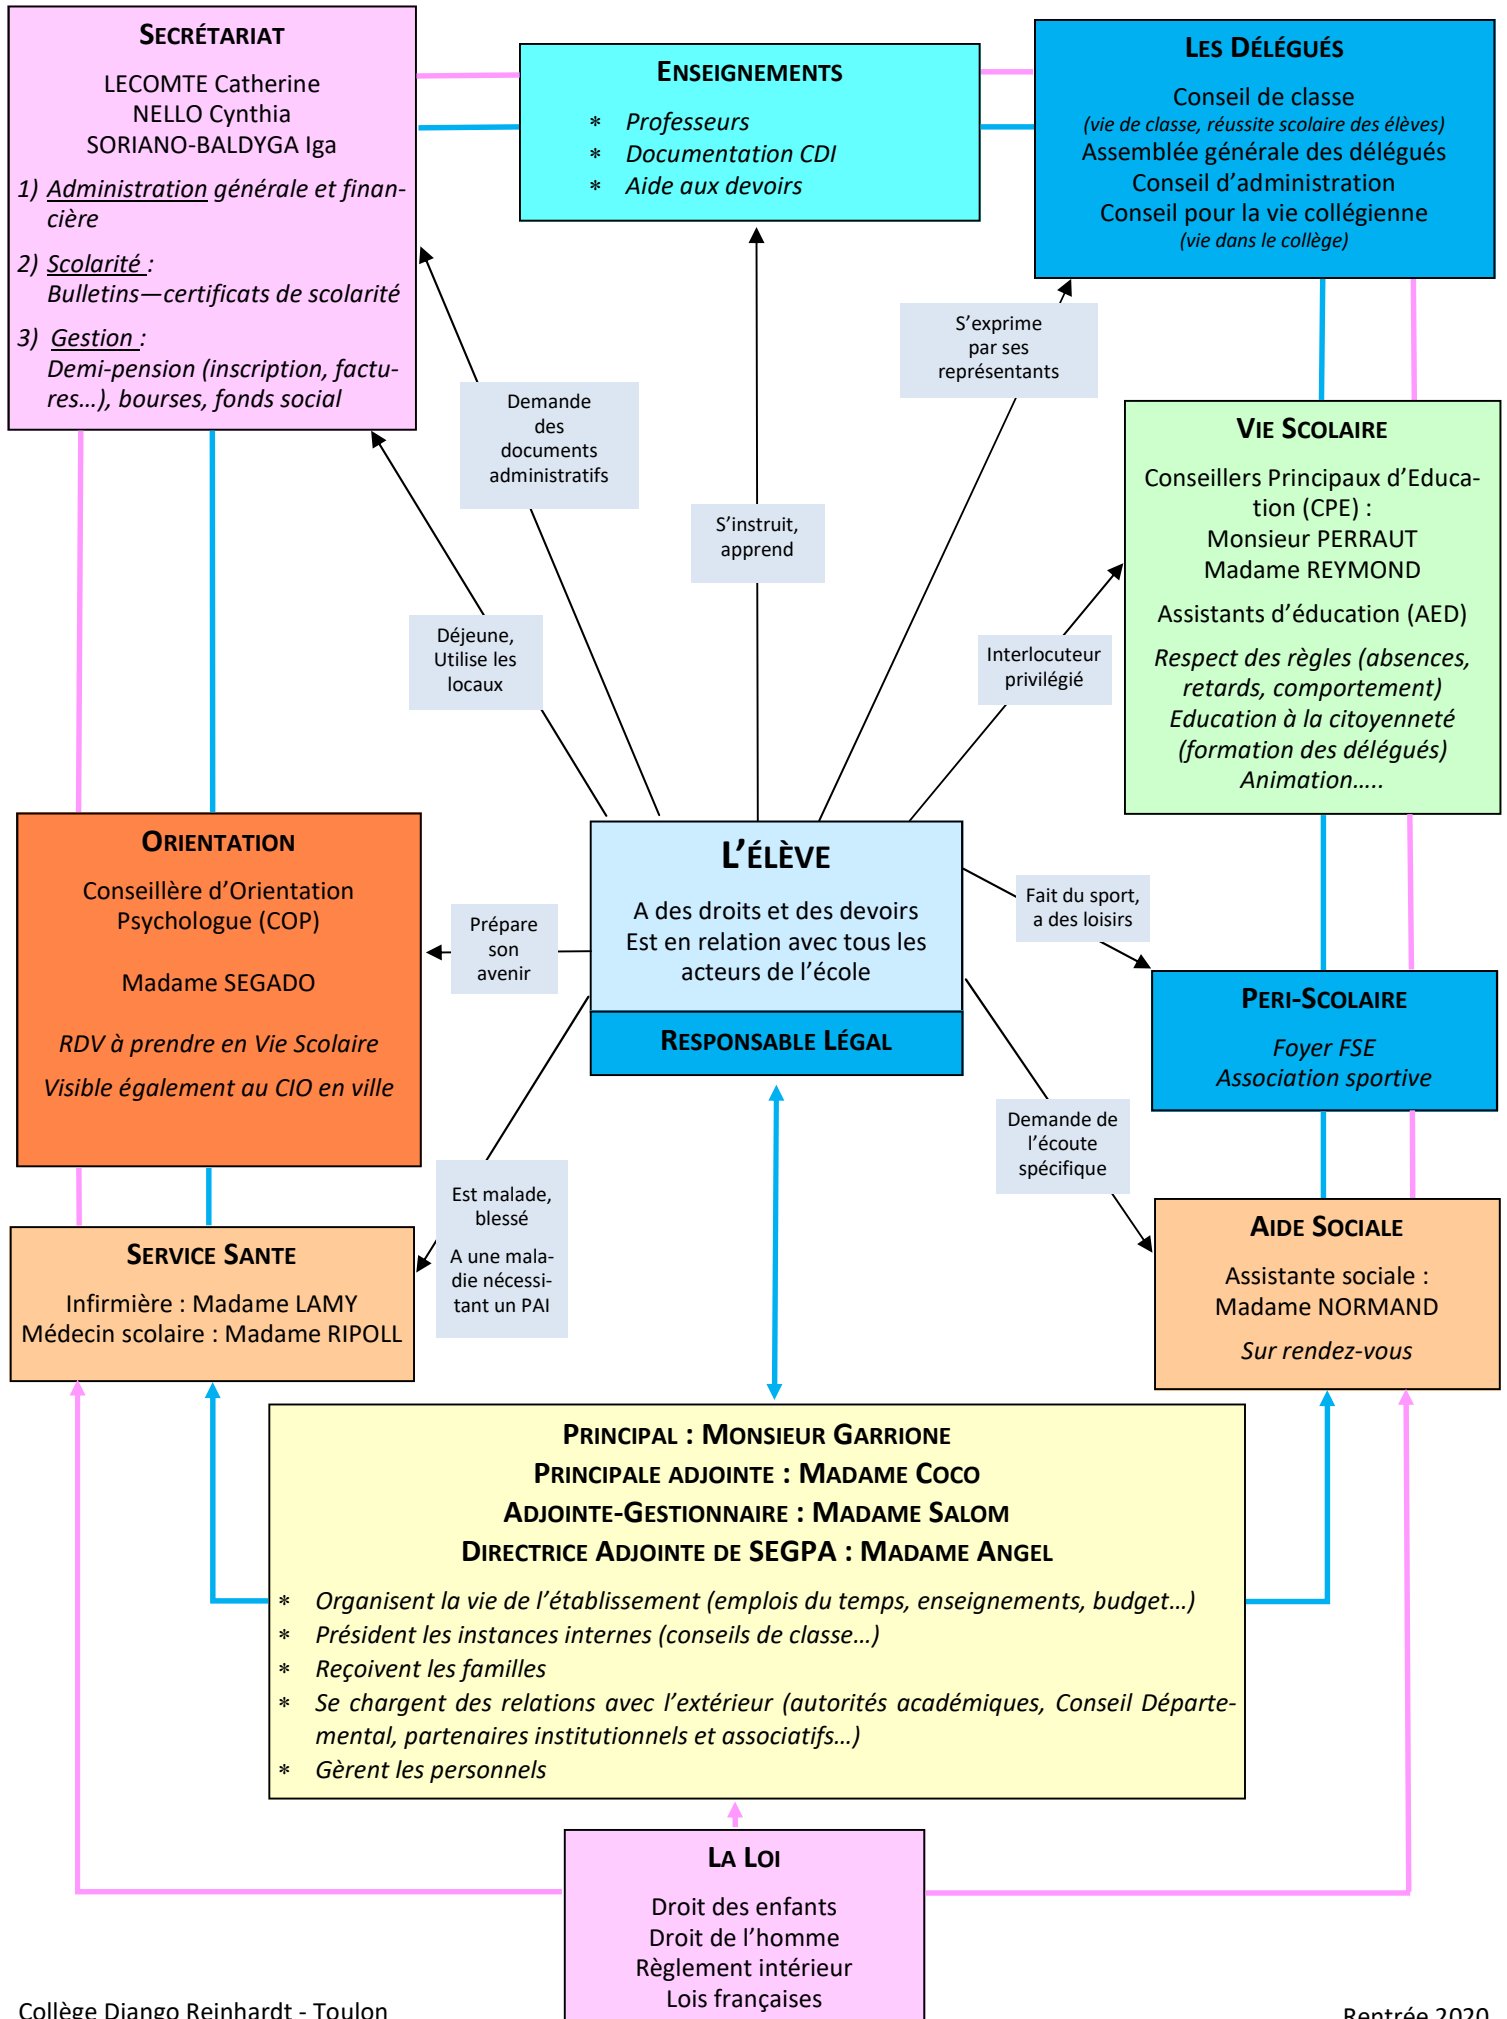 SECRÉTARIAT
LECOMTE Catherine
NELLO Cynthia
SORIANO-BALDYGA Iga
1) Administration générale et finan-
cière
2) Scolarité :
Bulletins—certificats de scolarité
3) Gestion :
Demi-pension (inscription, factu-
res…), bourses, fonds social
ENSEIGNEMENTS
* Professeurs
* Documentation CDI
* Aide aux devoirs
LES DÉLÉGUÉS
Conseil de classe
(vie de classe, réussite scolaire des élèves)
Assemblée générale des délégués
Conseil d’administration
Conseil pour la vie collégienne
(vie dans le collège)
S’exprime
par ses
représentants
Demande
des
documents
administratifs
S’instruit,
apprend
Déjeune,
Utilise les
locaux
Interlocuteur
privilégié
VIE SCOLAIRE
Conseillers Principaux d’Educa-
tion (CPE) :
Monsieur PERRAUT
Madame REYMOND
Assistants d’éducation (AED)
Respect des règles (absences,
retards, comportement)
Education à la citoyenneté
(formation des délégués)
Animation…..
ORIENTATION
Conseillère d’Orientation
Psychologue (COP)
Madame SEGADO
RDV à prendre en Vie Scolaire
Visible également au CIO en ville
Prépare
son
avenir
L’ÉLÈVE
A des droits et des devoirs
Est en relation avec tous les
acteurs de l’école
RESPONSABLE LÉGAL
Fait du sport,
a des loisirs
PERI-SCOLAIRE
Foyer FSE
Association sportive
Demande de
l’écoute
spécifique
Est malade,
blessé
A une mala-
die nécessi-
tant un PAI
SERVICE SANTE
Infirmière : Madame LAMY
Médecin scolaire : Madame RIPOLL
AIDE SOCIALE
Assistante sociale :
Madame NORMAND
Sur rendez-vous
PRINCIPAL : MONSIEUR GARRIONE
PRINCIPALE ADJOINTE : MADAME COCO
ADJOINTE-GESTIONNAIRE : MADAME SALOM
DIRECTRICE ADJOINTE DE SEGPA : MADAME ANGEL
* Organisent la vie de l’établissement (emplois du temps, enseignements, budget…)
* Président les instances internes (conseils de classe…)
* Reçoivent les familles
* Se chargent des relations avec l’extérieur (autorités académiques, Conseil Départe-
mental, partenaires institutionnels et associatifs…)
* Gèrent les personnels
LA LOI
Droit des enfants
Droit de l’homme
Règlement intérieur
Lois françaises
Collège Django Reinhardt - Toulon
Rentrée 2020